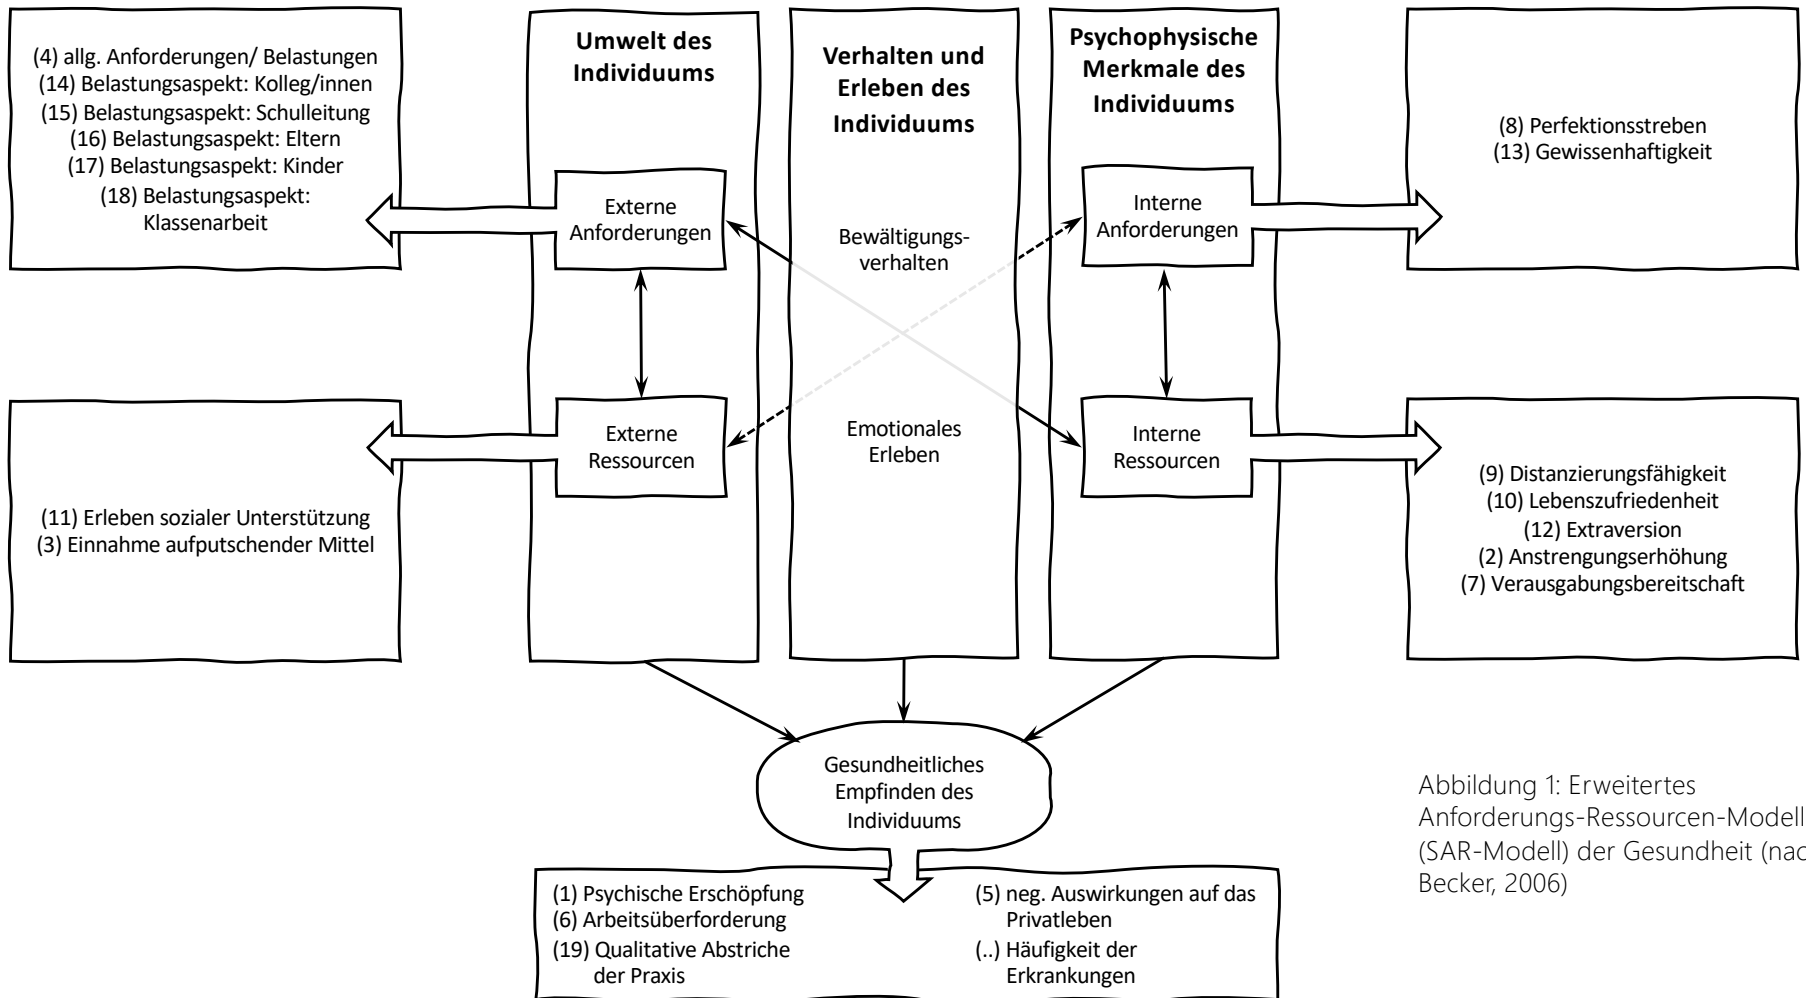 (4) allg. Anforderungen/ Belastungen
(14) Belastungsaspekt: Kolleg/innen
(15) Belastungsaspekt: Schulleitung
(16) Belastungsaspekt: Eltern
(17) Belastungsaspekt: Kinder
(18) Belastungsaspekt:
Klassenarbeit
Umwelt des
Individuums
Externe
Anforderungen
Externe
Ressourcen
Verhalten und
Erleben des
Individuums
Bewältigungs-
verhalten
Emotionales
Erleben
Psychophysische
Merkmale des
Individuums
Interne
Anforderungen
Interne
Ressourcen
(8) Perfektionsstreben
(13) Gewissenhaftigkeit
(11) Erleben sozialer Unterstützung
(3) Einnahme aufputschender Mittel
(9) Distanzierungsfähigkeit
(10) Lebenszufriedenheit
(12) Extraversion
(2) Anstrengungserhöhung
(7) Verausgabungsbereitschaft
Gesundheitliches
Empfinden des
Individuums
(1) Psychische Erschöpfung
(6) Arbeitsüberforderung
(19) Qualitative Abstriche
der Praxis
(5) neg. Auswirkungen auf das
Privatleben
(..) Häufigkeit der
Erkrankungen
Abbildung 1: Erweitertes
Anforderungs-Ressourcen-Modell
(SAR-Modell) der Gesundheit
Becker, 2006)